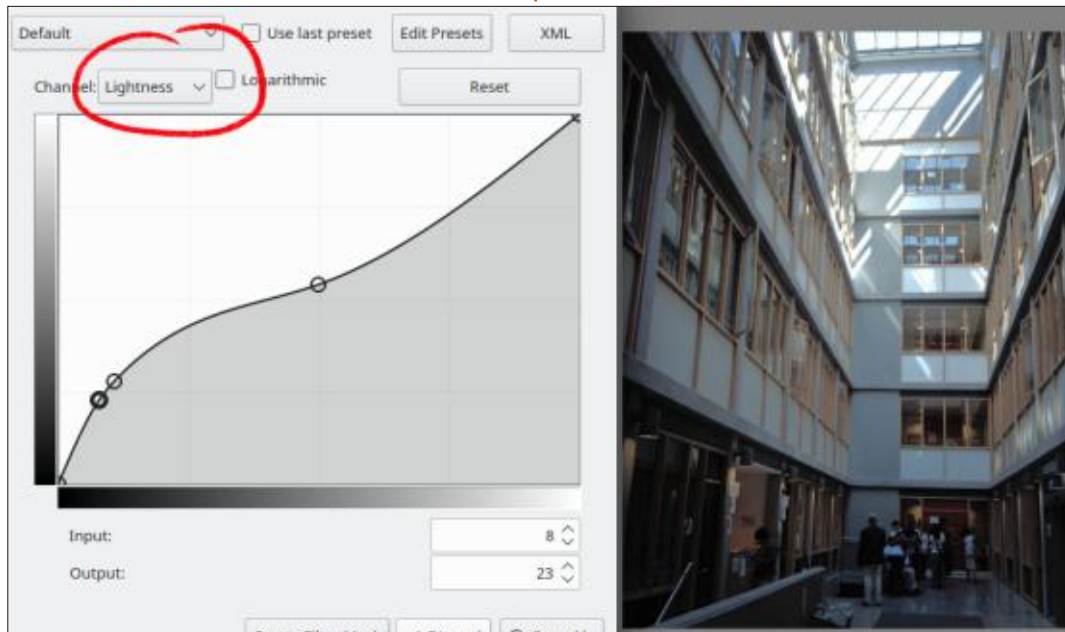 Default Use last preset Edit Presets XML
Channel: Lightness Logarithmic Reset
Input: 8
Output: 23